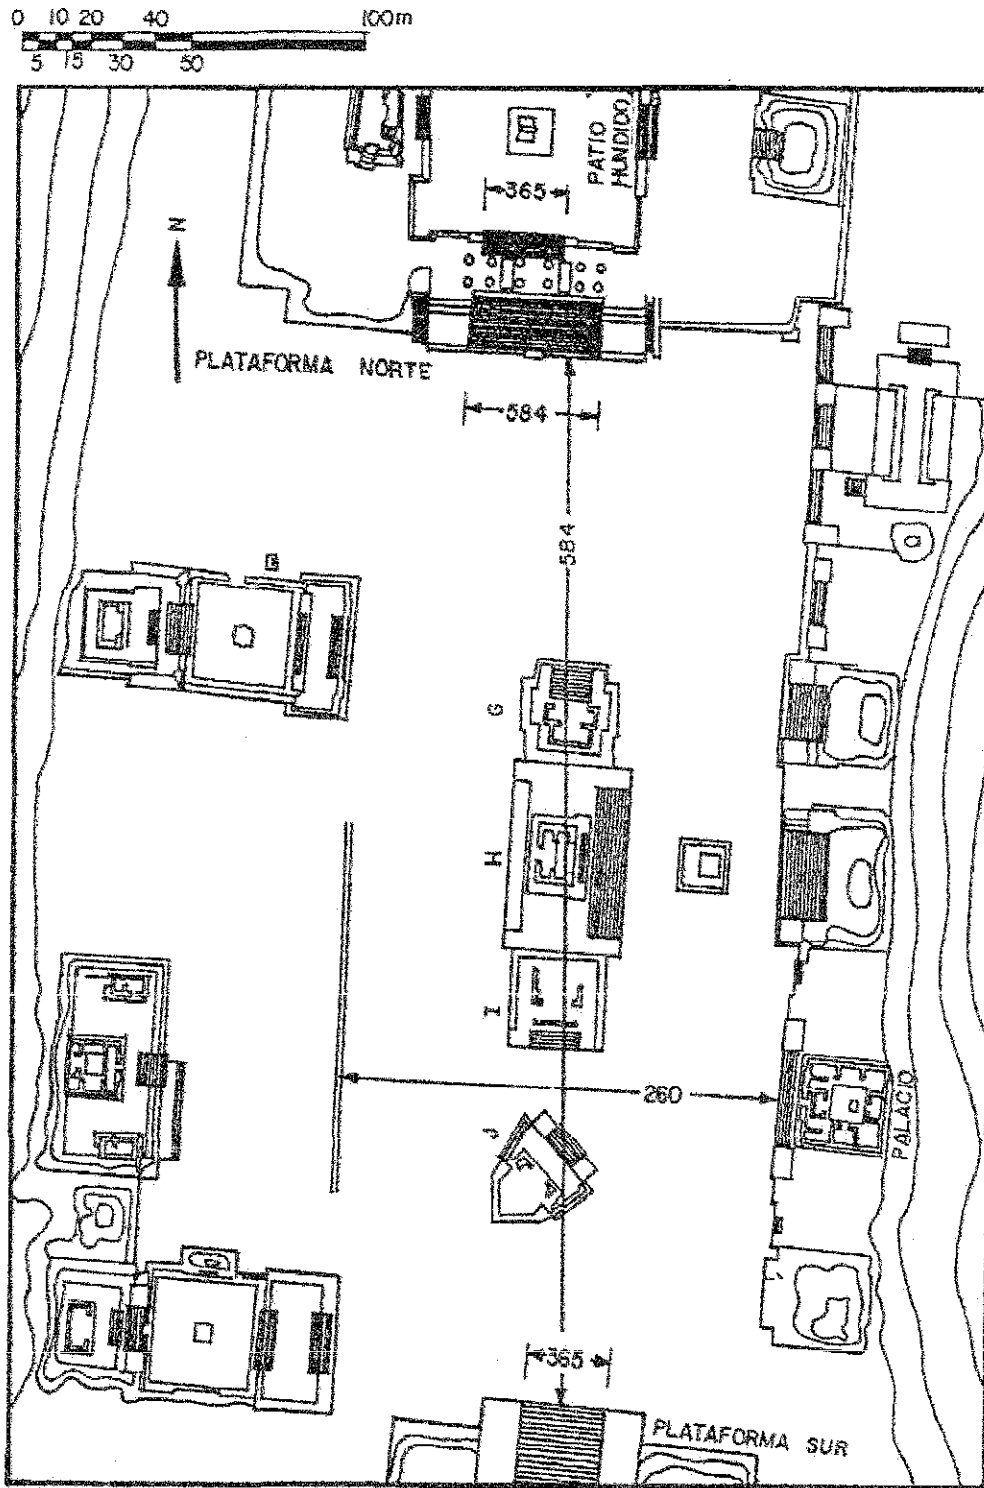 0 10 20 40 100m
5 15 30 50
PATIO
HUNDIDO
365
N
PLATAFORMA NORTE
584
584
Q
G
H
I
260
PALACIO
J
365
PLATAFORMA SUR